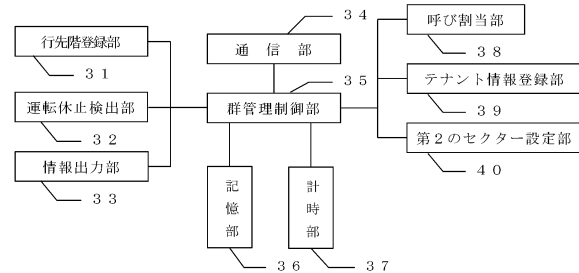 行先階登録部
31
運転休止検出部
32
情報出力部
33
34
通信部
35
群管理制御部
記憶部
36
計時部
37
呼び割当部
38
テナント情報登録部
39
第2のセクター設定部
40